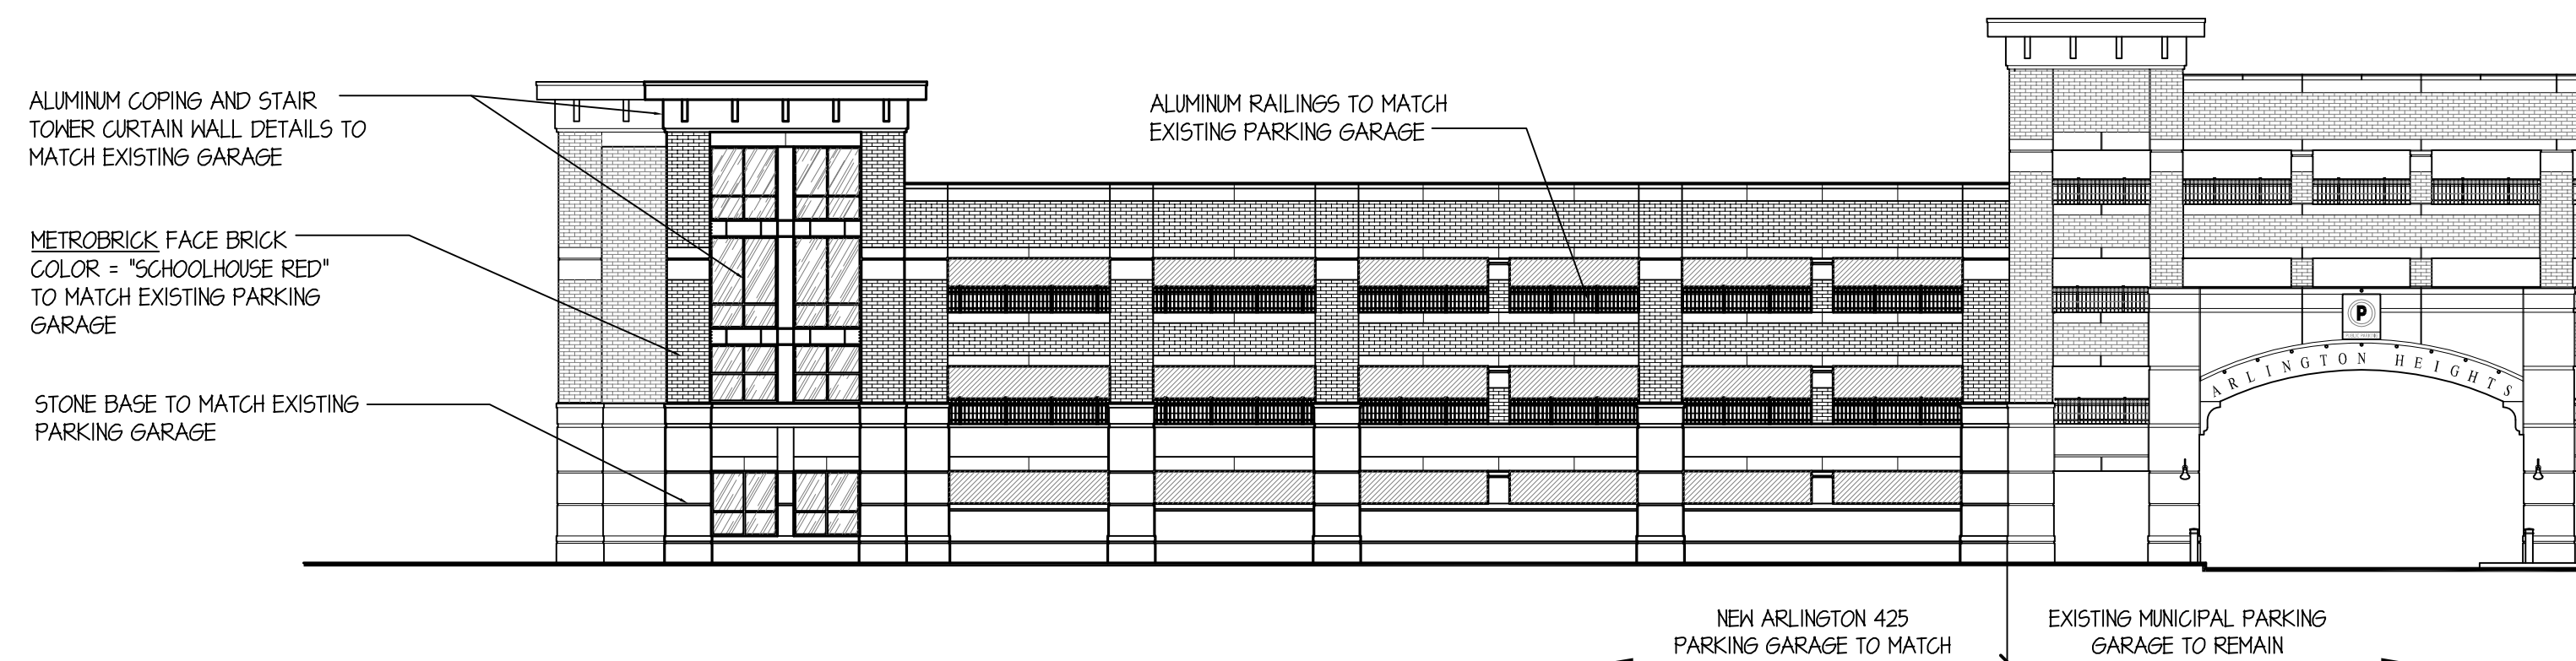 ALUMINUM COPING AND STAIR
TOWER CURTAIN WALL DETAILS TO
MATCH EXISTING GARAGE
METROBRICK FACE BRICK
COLOR = "SCHOOLHOUSE RED"
TO MATCH EXISTING PARKING
GARAGE
STONE BASE TO MATCH EXISTING
PARKING GARAGE
ALUMINUM RAILINGS TO MATCH
EXISTING PARKING GARAGE
P
ARLINGTON HEIGHTS
NEW ARLINGTON 425
PARKING GARAGE TO MATCH
EXISTING MUNICIPAL PARKING
GARAGE TO REMAIN